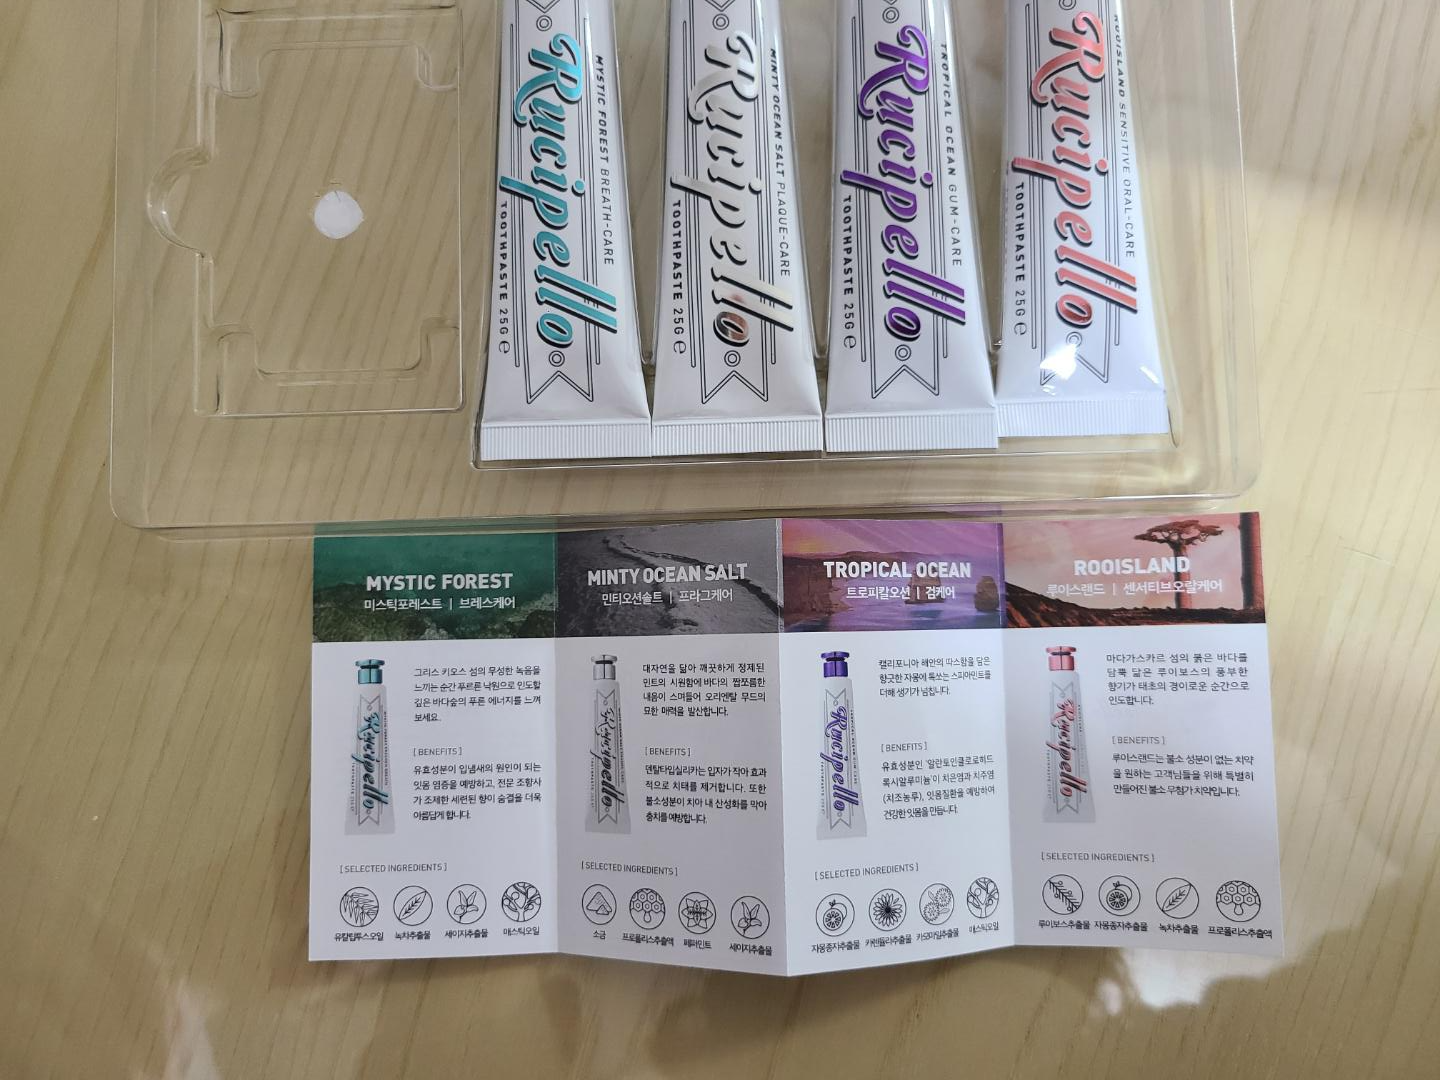 Rucipello
MYSTIC FOREST BREATH-CARE
TOOTHPASTE 25G e
Rucipello
MINTY OCEAN SALT PLAQUE-CARE
TOOTHPASTE 25G e
Rucipello
TROPICAL OCEAN GUM-CARE
TOOTHPASTE 25G e
Rucipello
ROOISLAND SENSITIVE ORAL-CARE
TOOTHPASTE 25G e
MYSTIC FOREST
미스틱포레스트 | 브레스케어
Rucipello
그리스 키오스 섬의 무성한 녹음을
느끼는 순간 푸르른 낙원으로 인도할
깊은 바다숲의 푸른 에너지를 느껴
보세요.
[ BENEFITS ]
유효성분이 입냄새의 원인이 되는
잇몸 염증을 예방하고, 전문 조향사
가 조제한 세련된 향이 숨결을 더욱
아름답게 합니다.
[ SELECTED INGREDIENTS ]
유칼립투스오일 녹차추출물 세이지추출물 매스틱오일
MINTY OCEAN SALT
민티오션솔트 | 프라그케어
Rucipello
대자연을 닮아 깨끗하게 정제된
민트의 시원함에 바다의 짭쪼름한
내음이 스며들어 오리엔탈 무드의
묘한 매력을 발산합니다.
[ BENEFITS ]
덴탈타입실리카는 입자가 작아 효과
적으로 치태를 제거합니다. 또한
불소성분이 치아 내 산성화를 막아
충치를 예방합니다.
[ SELECTED INGREDIENTS ]
소금 프로폴리스추출액 페퍼민트 세이지추출물
TROPICAL OCEAN
트로피칼오션 | 검케어
Rucipello
캘리포니아 해안의 따스함을 담은
향긋한 자몽에 톡쏘는 스피아민트를
더해 생기가 넘칩니다.
[ BENEFITS ]
유효성분인 '알란토인클로로히드
록시알루미늄'이 치은염과 치주염
(치조농루), 잇몸질환을 예방하여
건강한 잇몸을 만듭니다.
[ SELECTED INGREDIENTS ]
자몽종자추출물 카렌듈라추출물 카모마일추출물 매스틱오일
ROOISLAND
루이스랜드 | 센서티브오랄케어
Rucipello
마다가스카르 섬의 붉은 바다를
담뿍 닮은 루이보스의 풍부한
향기가 태초의 경이로운 순간으로
인도합니다.
[ BENEFITS ]
루이스랜드는 불소 성분이 없는 치약
을 원하는 고객님들을 위해 특별히
만들어진 불소 무첨가 치약입니다.
[ SELECTED INGREDIENTS ]
루이보스추출물 자몽종자추출물 녹차추출물 프로폴리스추출액